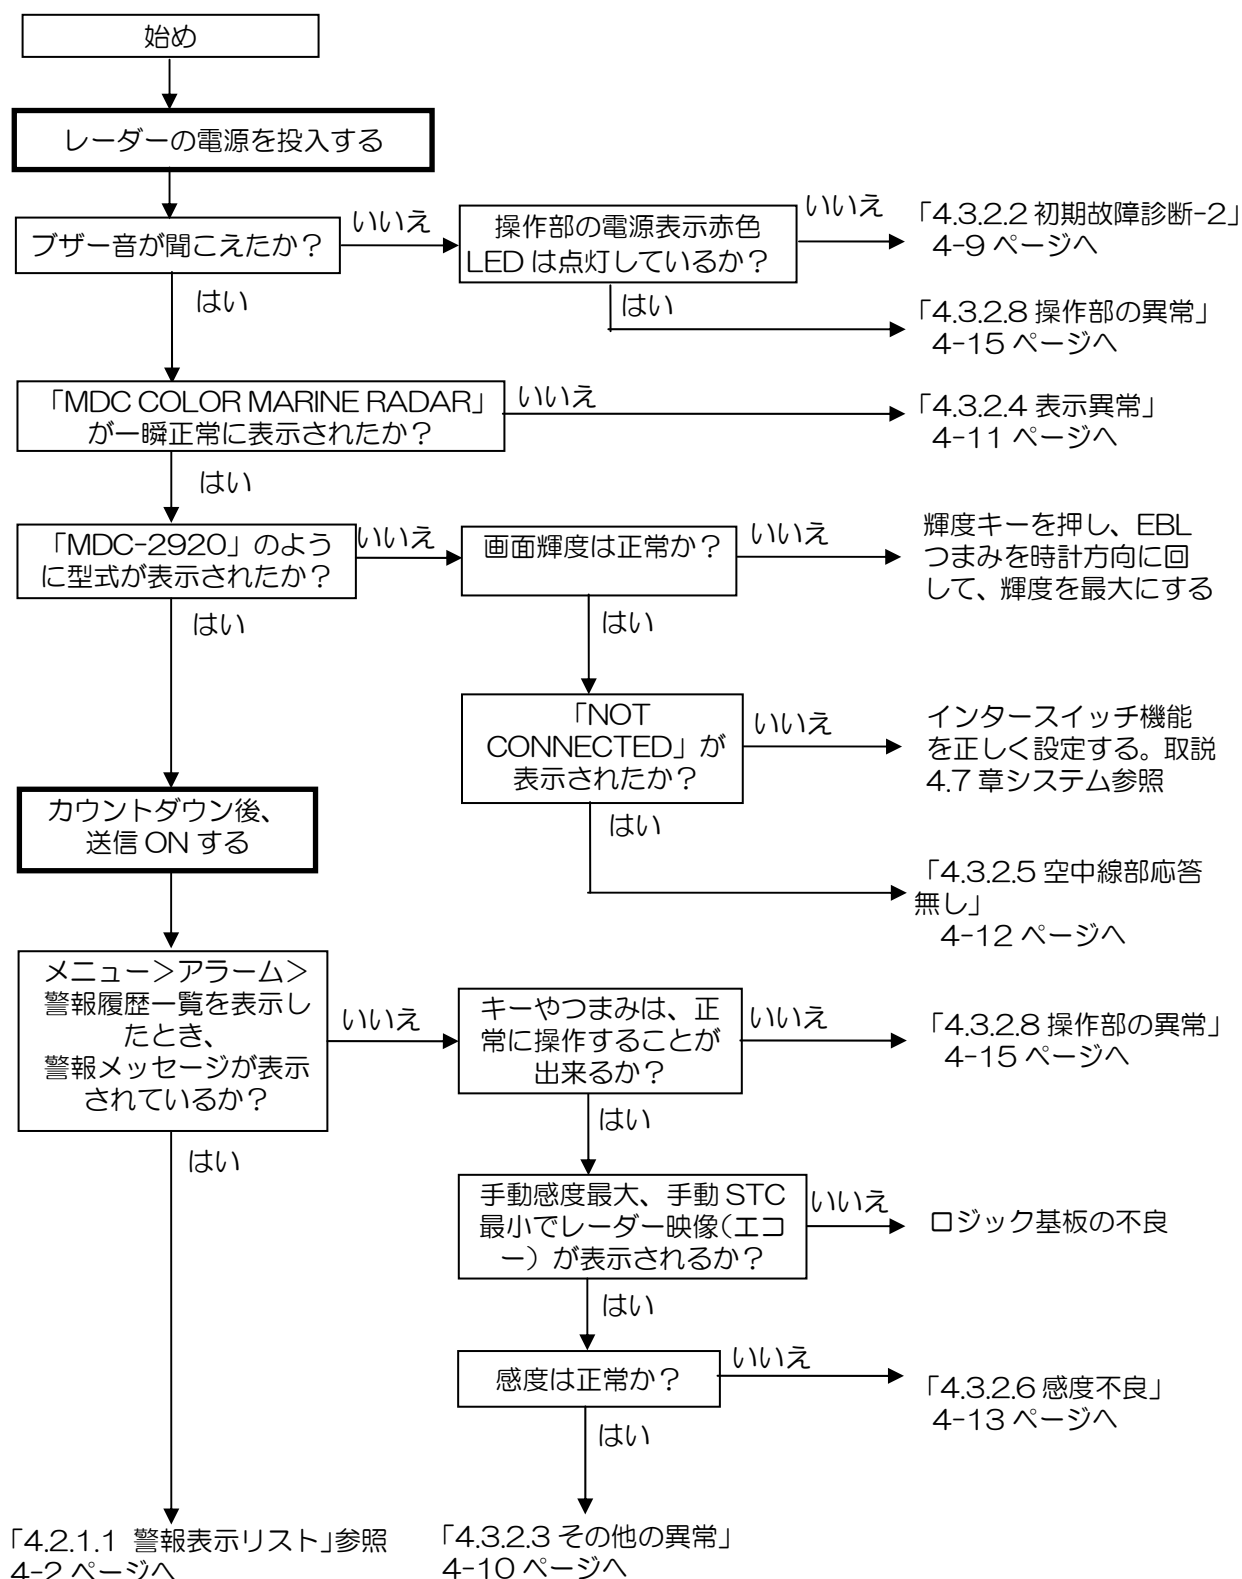 始め
レーダーの電源を投入する
ブザー音が聞こえたか？
いいえ
操作部の電源表示赤色
LED は点灯しているか？
いいえ
「4.3.2.2 初期故障診断-2」
4-9 ページへ
はい
はい
「4.3.2.8 操作部の異常」
4-15 ページへ
「MDC COLOR MARINE RADAR」
が一瞬正常に表示されたか？
いいえ
「4.3.2.4 表示異常」
4-11 ページへ
はい
「MDC-2920」のよう
に型式が表示されたか？
いいえ
画面輝度は正常か？
いいえ
輝度キーを押し、EBL
つまみを時計方向に回
して、輝度を最大にする
はい
はい
「NOT
CONNECTED」が
表示されたか？
いいえ
インタースイッチ機能
を正しく設定する。取説
4.7 章システム参照
カウントダウン後、
送信 ON する
はい
「4.3.2.5 空中線部応答
無し」
4-12 ページへ
メニュー＞アラーム＞
警報履歴一覧を表示し
たとき、
警報メッセージが表示
されているか？
いいえ
キーやつまみは、正
常に操作することが
出来るか？
いいえ
「4.3.2.8 操作部の異常」
4-15 ページへ
はい
はい
手動感度最大、手動 STC
最小でレーダー映像（エコ
ー）が表示されるか？
いいえ
ロジック基板の不良
はい
感度は正常か？
いいえ
「4.3.2.6 感度不良」
4-13 ページへ
はい
「4.2.1.1 警報表示リスト」参照
4-2 ページへ
「4.3.2.3 その他の異常」
4-10 ページへ